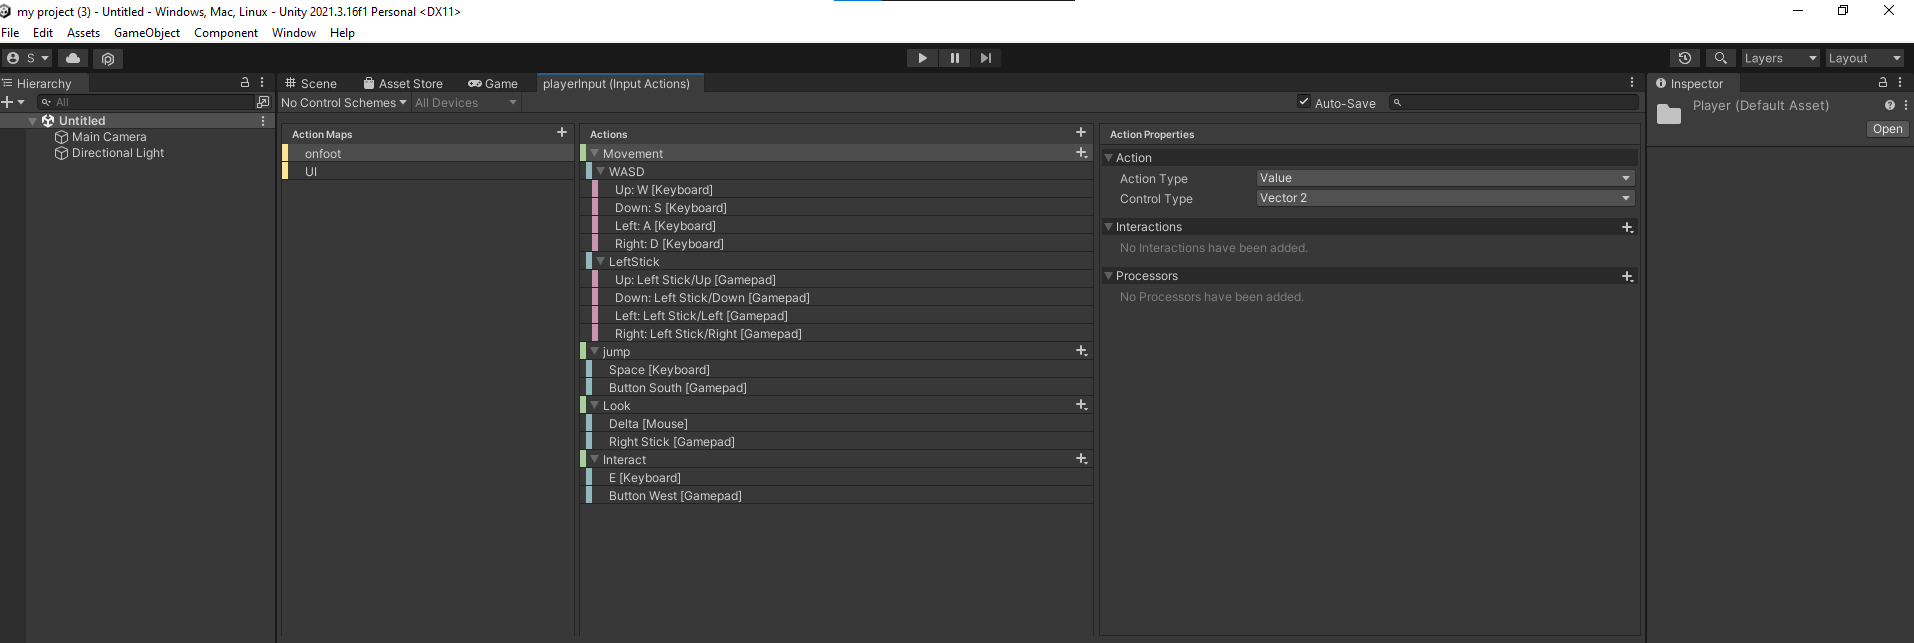 my project (3) - Untitled - Windows, Mac, Linux - Unity 2021.3.16f1 Personal <DX11>
File Edit Assets GameObject Component Window Help
S Layers Layout
Hierarchy
All
Untitled
Main Camera
Directional Light
Scene Asset Store Game playerInput (Input Actions)
No Control Schemes All Devices Auto-Save
Action Maps
onfoot
UI
Actions
Movement
WASD
Up: W [Keyboard]
Down: S [Keyboard]
Left: A [Keyboard]
Right: D [Keyboard]
LeftStick
Up: Left Stick/Up [Gamepad]
Down: Left Stick/Down [Gamepad]
Left: Left Stick/Left [Gamepad]
Right: Left Stick/Right [Gamepad]
jump
Space [Keyboard]
Button South [Gamepad]
Look
Delta [Mouse]
Right Stick [Gamepad]
Interact
E [Keyboard]
Button West [Gamepad]
Action Properties
Action
Action Type Value
Control Type Vector 2
Interactions
No Interactions have been added.
Processors
No Processors have been added.
Inspector
Player (Default Asset)
Open